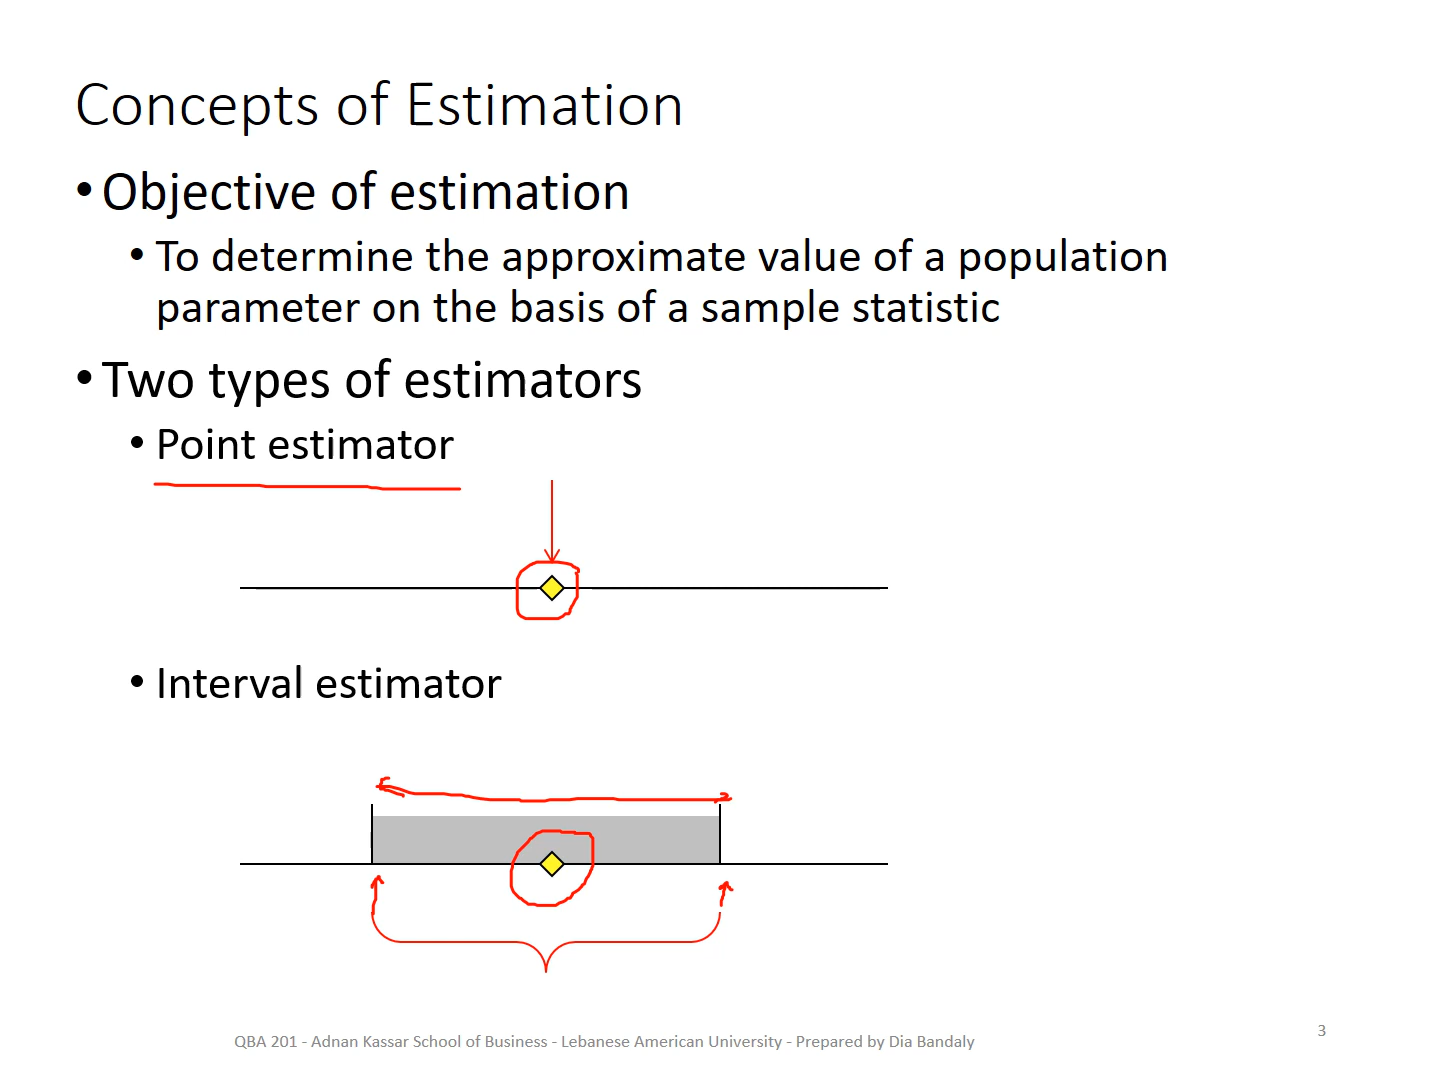 Concepts of Estimation
• Objective of estimation
• To determine the approximate value of a population
parameter on the basis of a sample statistic
• Two types of estimators
• Point estimator
• Interval estimator
QBA 201 - Adnan Kassar School of Business - Lebanese American University - Prepared by Dia Bandaly
3